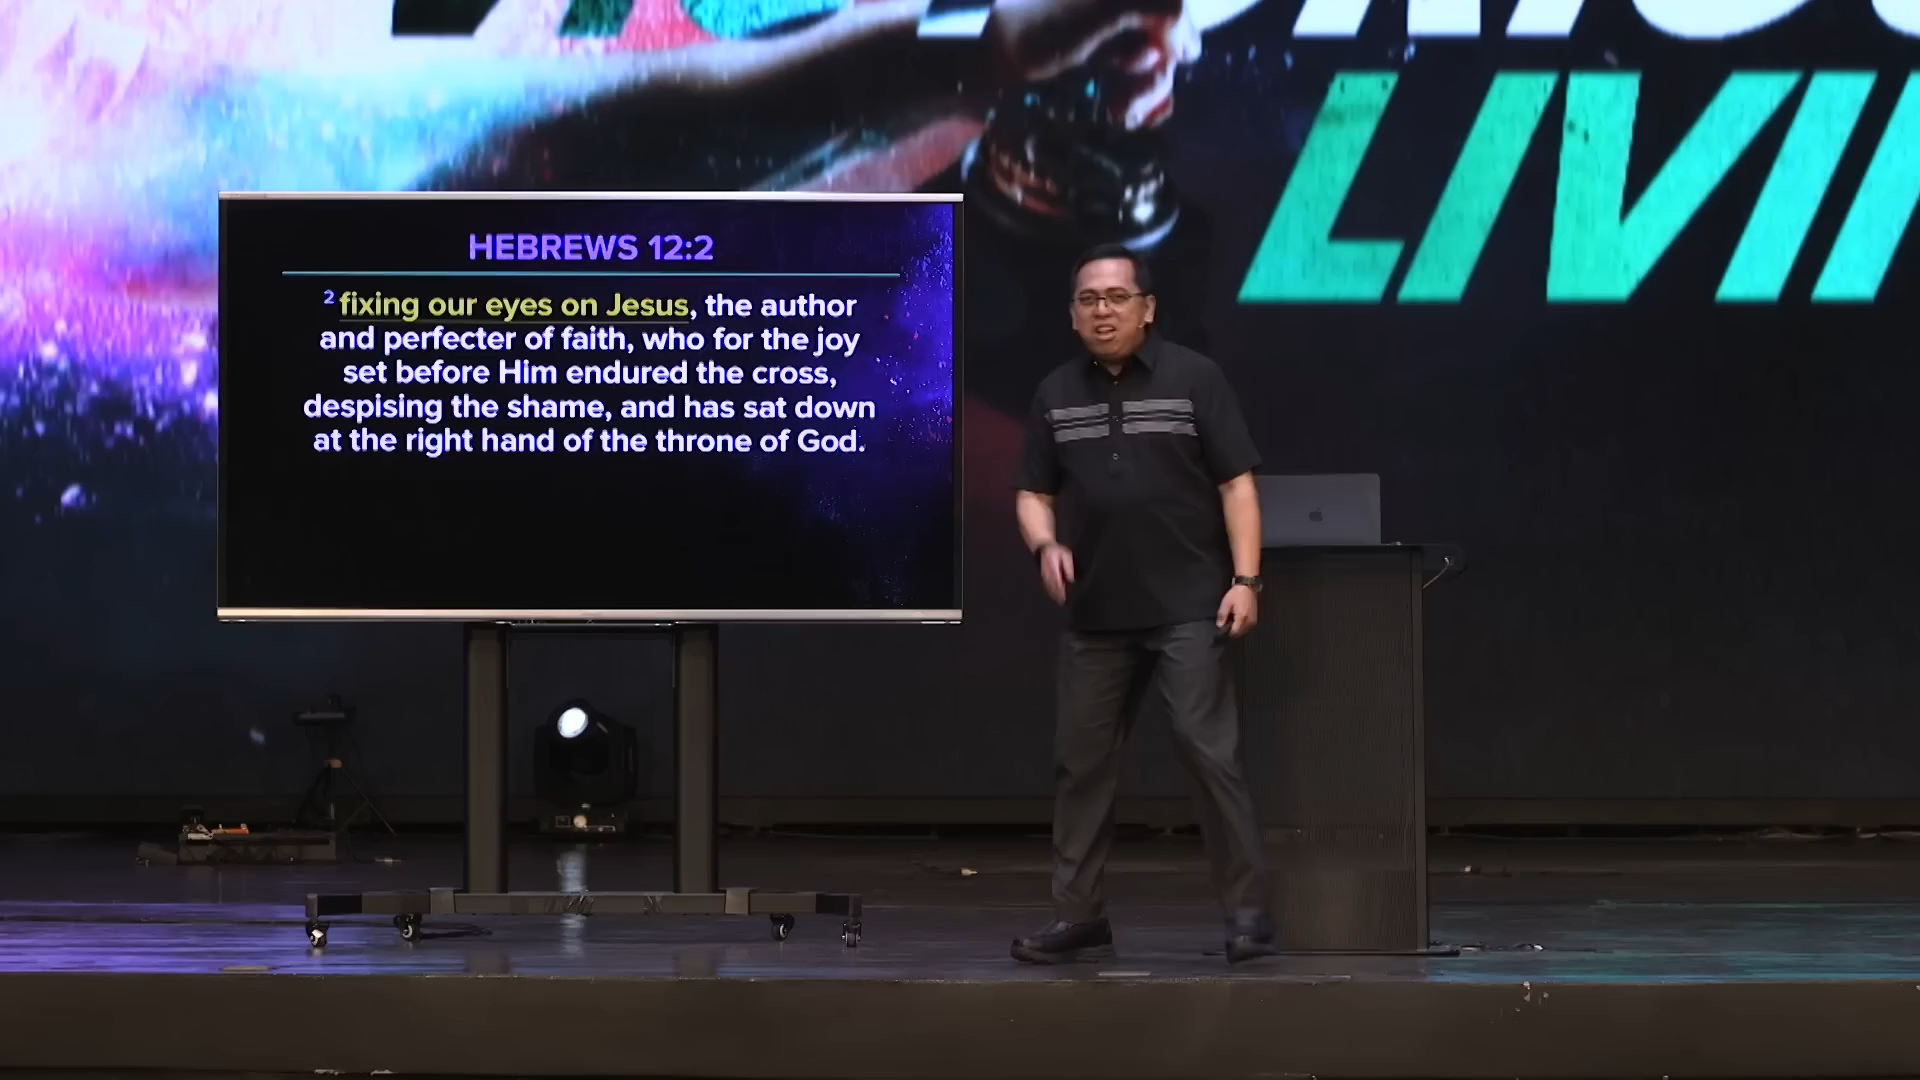 LIVI
HEBREWS 12:2
2 fixing our eyes on Jesus, the author
and perfecter of faith, who for the joy
set before Him endured the cross,
despising the shame, and has sat down
at the right hand of the throne of God.